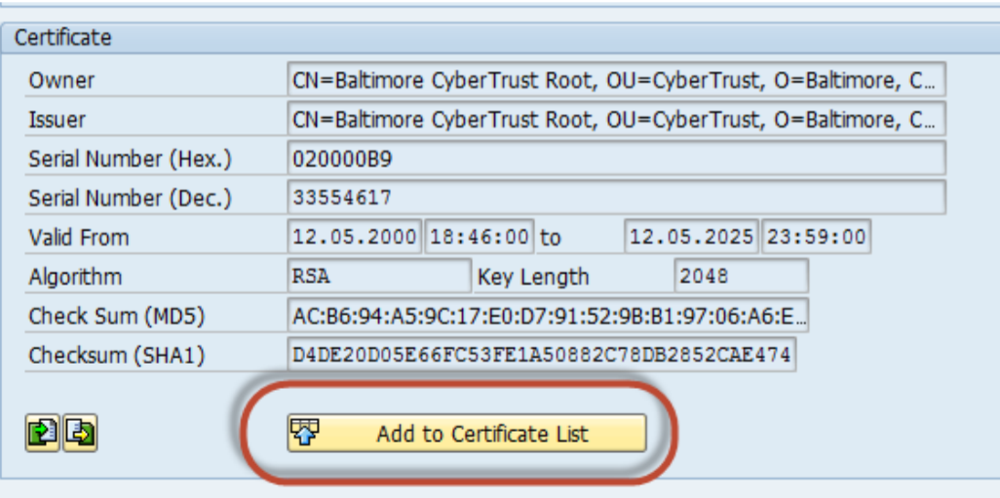 Certificate
Owner CN=Baltimore CyberTrust Root, OU=CyberTrust, O=Baltimore, C...
Issuer CN=Baltimore CyberTrust Root, OU=CyberTrust, O=Baltimore, C...
Serial Number (Hex.) 020000B9
Serial Number (Dec.) 33554617
Valid From 12.05.2000 18:46:00 to 12.05.2025 23:59:00
Algorithm RSA Key Length 2048
Check Sum (MD5) AC:B6:94:A5:9C:17:E0:D7:91:52:9B:B1:97:06:A6:E...
Checksum (SHA1) D4DE20D05E66FC53FE1A50882C78DB2852CAE474
Add to Certificate List